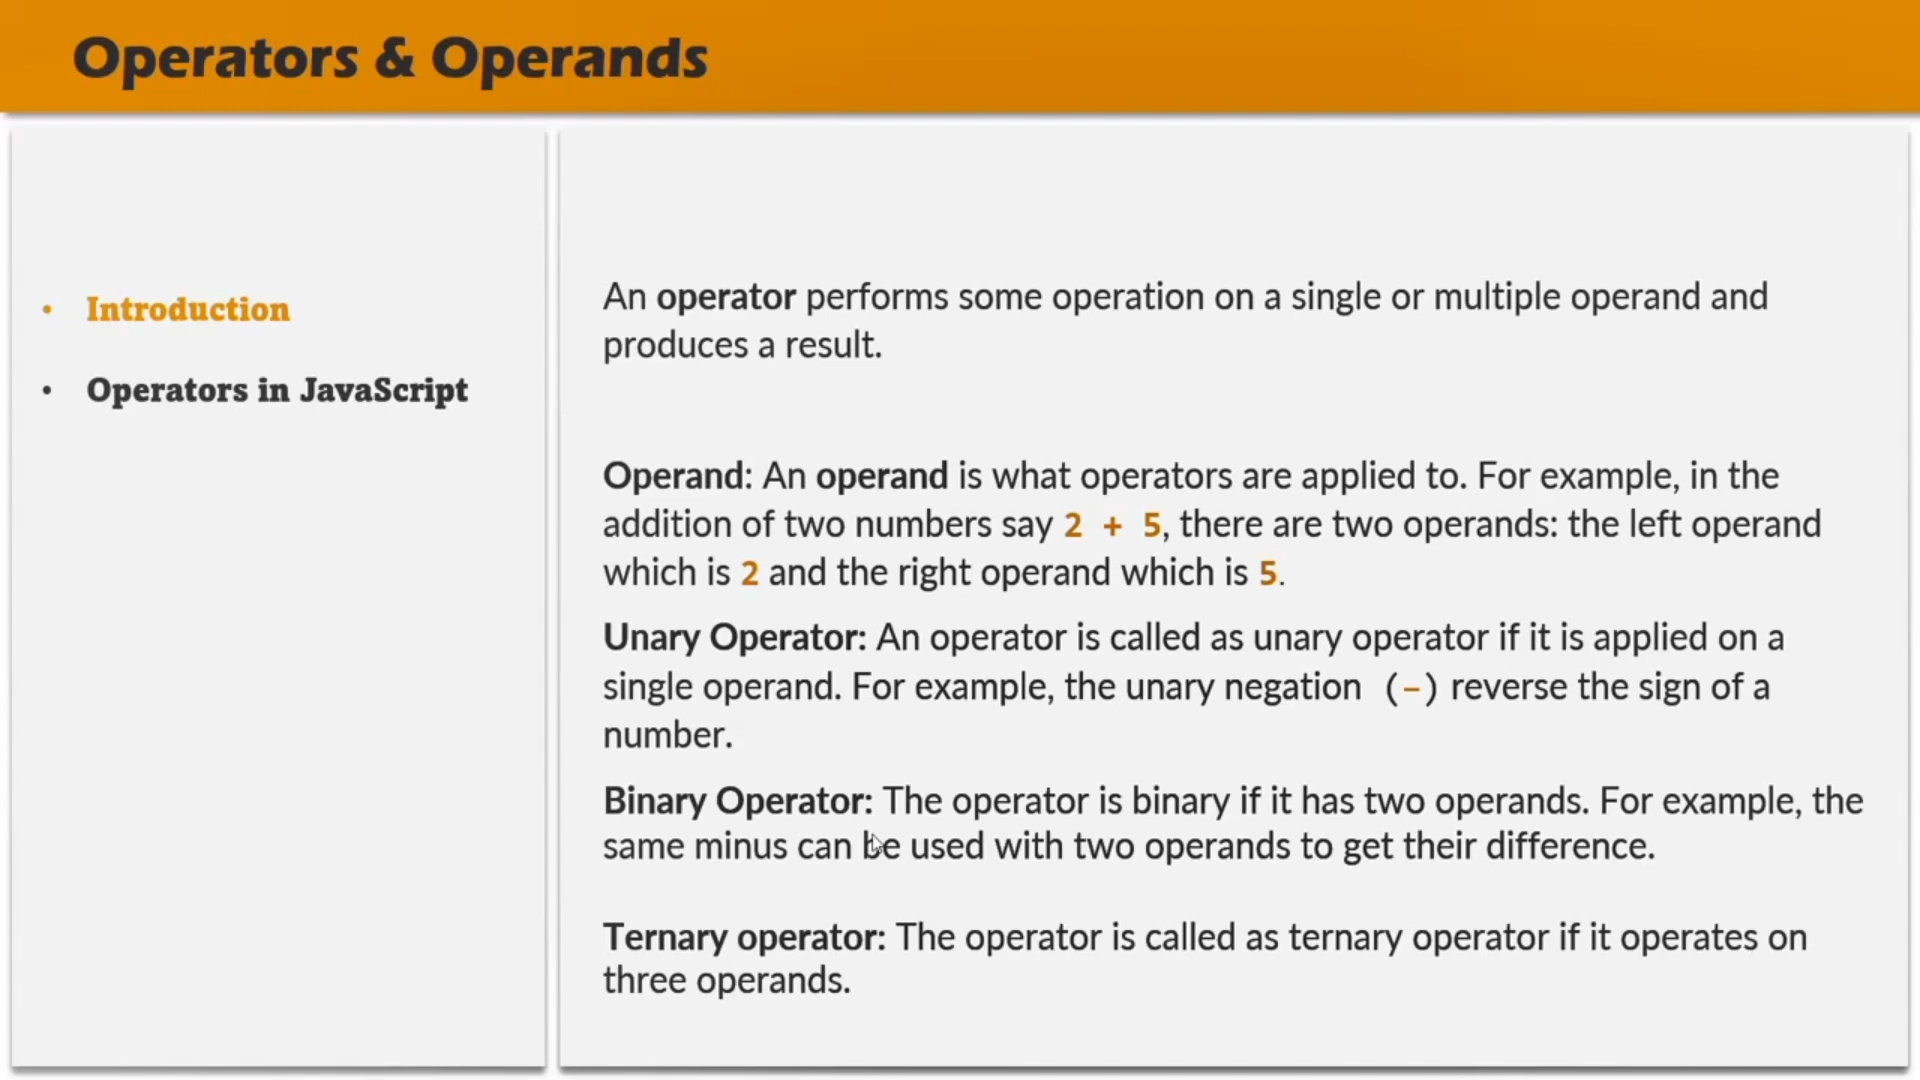 Operators & Operands
• Introduction
• Operators in JavaScript
An operator performs some operation on a single or multiple operand and
produces a result.
Operand: An operand is what operators are applied to. For example, in the
addition of two numbers say 2 + 5, there are two operands: the left operand
which is 2 and the right operand which is 5.
Unary Operator: An operator is called as unary operator if it is applied on a
single operand. For example, the unary negation (-) reverse the sign of a
number.
Binary Operator: The operator is binary if it has two operands. For example, the
same minus can be used with two operands to get their difference.
Ternary operator: The operator is called as ternary operator if it operates on
three operands.